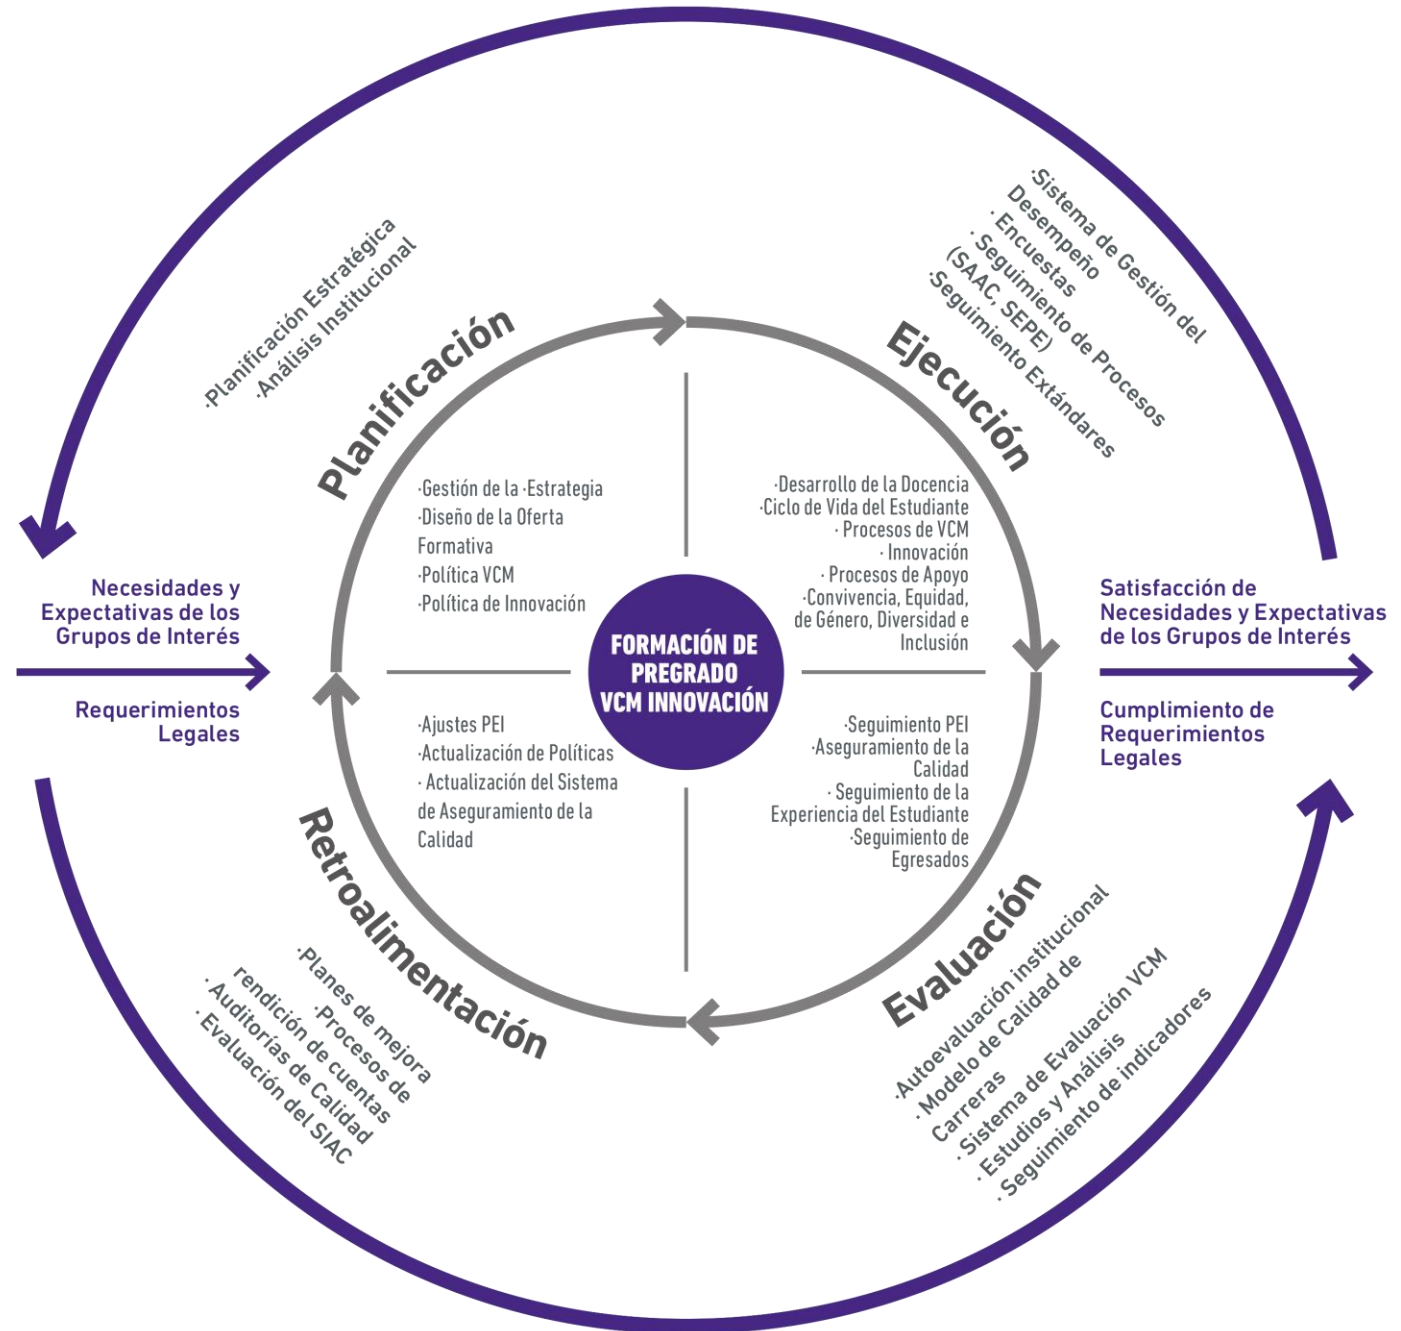 ·Planificación Estratégica
·Análisis Institucional
Planificación
·Sistema de Gestión del
Desempeño
· Encuestas
· Seguimiento de Procesos
(SAAC, SEPE)
·Seguimiento Extándares
Ejecución
·Gestión de la ·Estrategia
·Diseño de la Oferta
Formativa
·Política VCM
·Política de Innovación
·Desarrollo de la Docencia
·Ciclo de Vida del Estudiante
· Procesos de VCM
· Innovación
· Procesos de Apoyo
·Convivencia, Equidad,
de Género, Diversidad e
Inclusión
Necesidades y
Expectativas de los
Grupos de Interés
Requerimientos
Legales
FORMACIÓN DE
PREGRADO
VCM INNOVACIÓN
Satisfacción de
Necesidades y Expectativas
de los Grupos de Interés
Cumplimiento de
Requerimientos
Legales
·Ajustes PEI
·Actualización de Políticas
· Actualización del Sistema
de Aseguramiento de la
Calidad
·Seguimiento PEI
·Aseguramiento de la
Calidad
· Seguimiento de la
Experiencia del Estudiante
·Seguimiento de
Egresados
Retroalimentación
·Planes de mejora
·Procesos de
rendición de cuentas
· Auditorías de Calidad
· Evaluación del SIAC
Evaluación
·Autoevaluación institucional
· Modelo de Calidad de
Carreras
· Sistema de Evaluación VCM
· Estudios y Análisis
· Seguimiento de indicadores